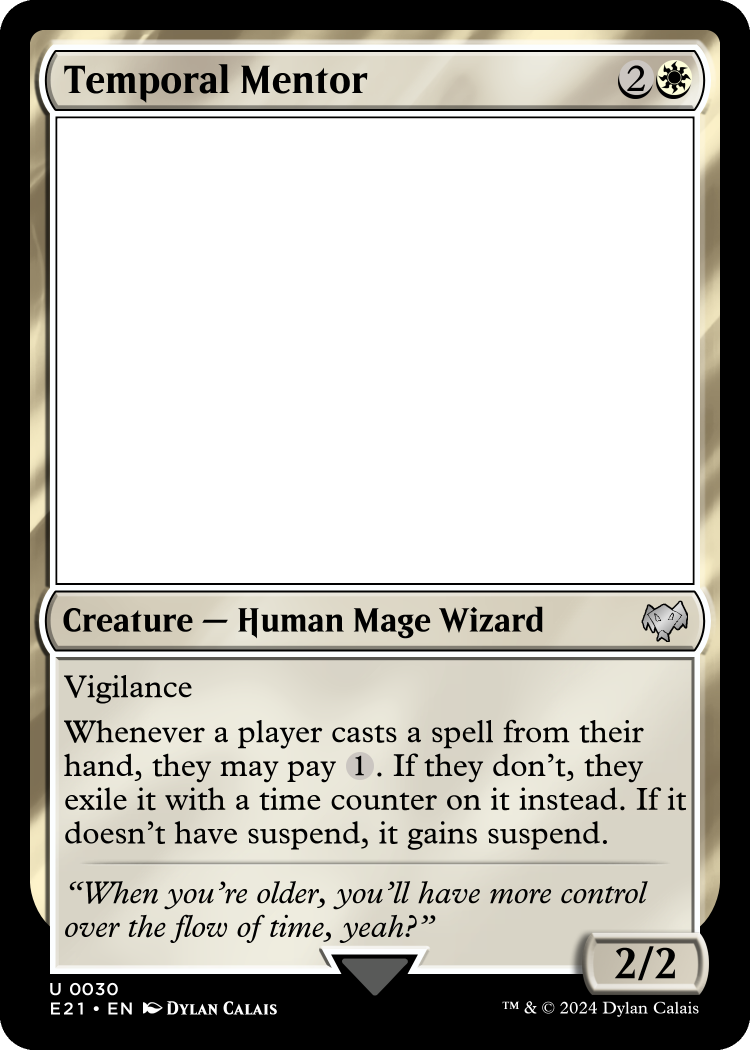 Temporal Mentor 2
Creature — Human Mage Wizard
Vigilance
Whenever a player casts a spell from their
hand, they may pay 1. If they don’t, they
exile it with a time counter on it instead. If it
doesn’t have suspend, it gains suspend.
“When you’re older, you’ll have more control
over the flow of time, yeah?”
2/2
U 0030
E21 • EN Dylan Calais
™ & © 2024 Dylan Calais